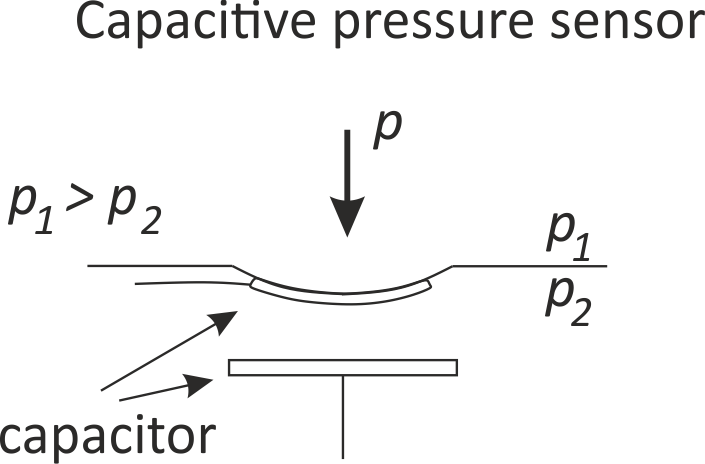 Capacitive pressure sensor
p
p1 > p2
p1
p2
capacitor